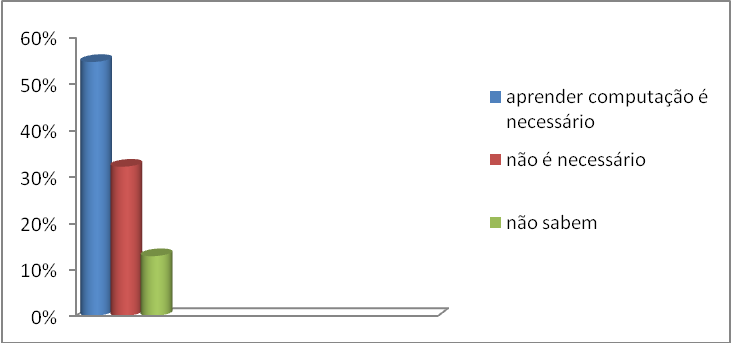 60%
50%
40%
30%
20%
10%
0%
aprender computação é
necessário
não é necessário
não sabem